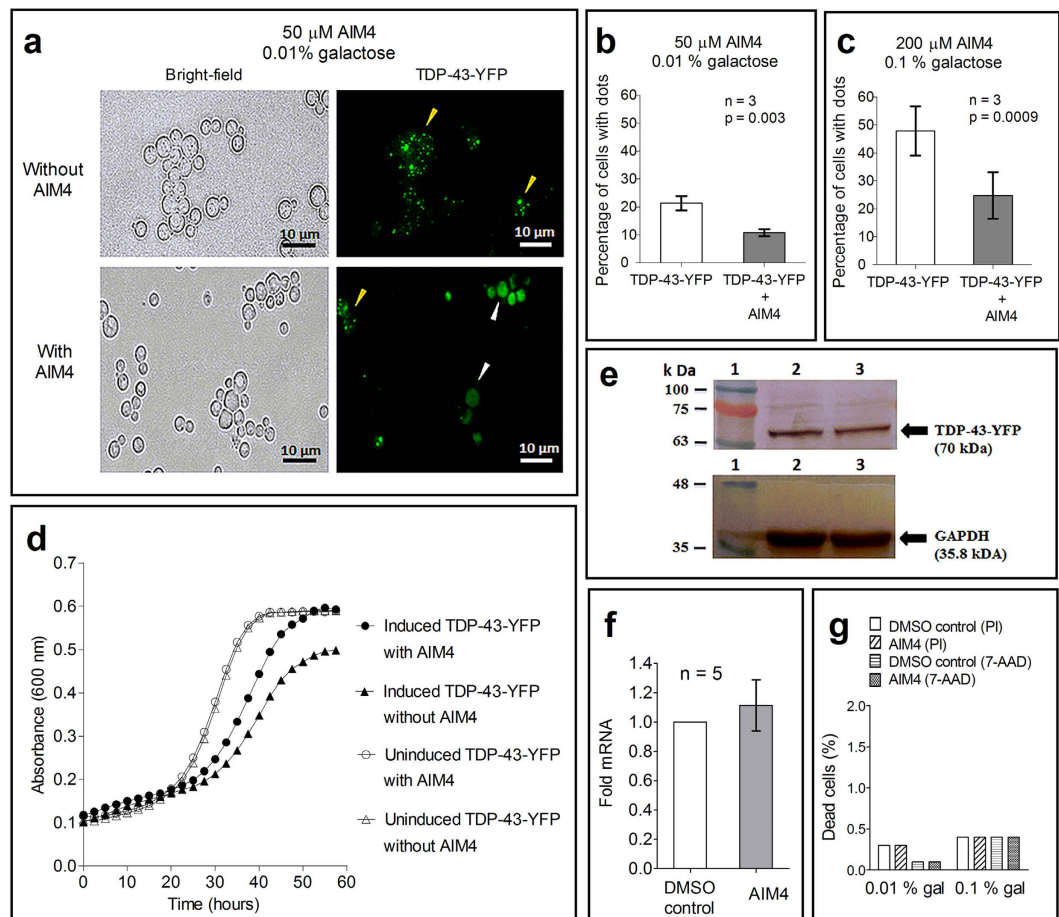 a
50 μM AIM4
0.01% galactose
Bright-field
TDP-43-YFP
Without
AIM4
10 μm
10 μm
With
AIM4
10 μm
10 μm
b
50 μM AIM4
0.01 % galactose
Percentage of cells with dots
60
50
40
30
20
10
0
n = 3
p = 0.003
TDP-43-YFP
TDP-43-YFP
+
AIM4
c
200 μM AIM4
0.1 % galactose
Percentage of cells with dots
60
50
40
30
20
10
0
n = 3
p = 0.0009
TDP-43-YFP
TDP-43-YFP
+
AIM4
d
Absorbance (600 nm)
0.7
0.6
0.5
0.4
0.3
0.2
0.1
0.0
0
10
20
30
40
50
60
Time (hours)
Induced TDP-43-YFP
with AIM4
Induced TDP-43-YFP
without AIM4
Uninduced TDP-43-YFP
with AIM4
Uninduced TDP-43-YFP
without AIM4
e
k Da
1
2
3
100
75
63
TDP-43-YFP
(70 kDa)
1
2
3
48
35
GAPDH
(35.8 kDA)
f
Fold mRNA
1.4
1.2
1.0
0.8
0.6
0.4
0.2
0.0
n = 5
DMSO
control
AIM4
g
DMSO control (PI)
AIM4 (PI)
DMSO control (7-AAD)
AIM4 (7-AAD)
Dead cells (%)
2.0
1.5
1.0
0.5
0.0
0.01 % gal
0.1 % gal